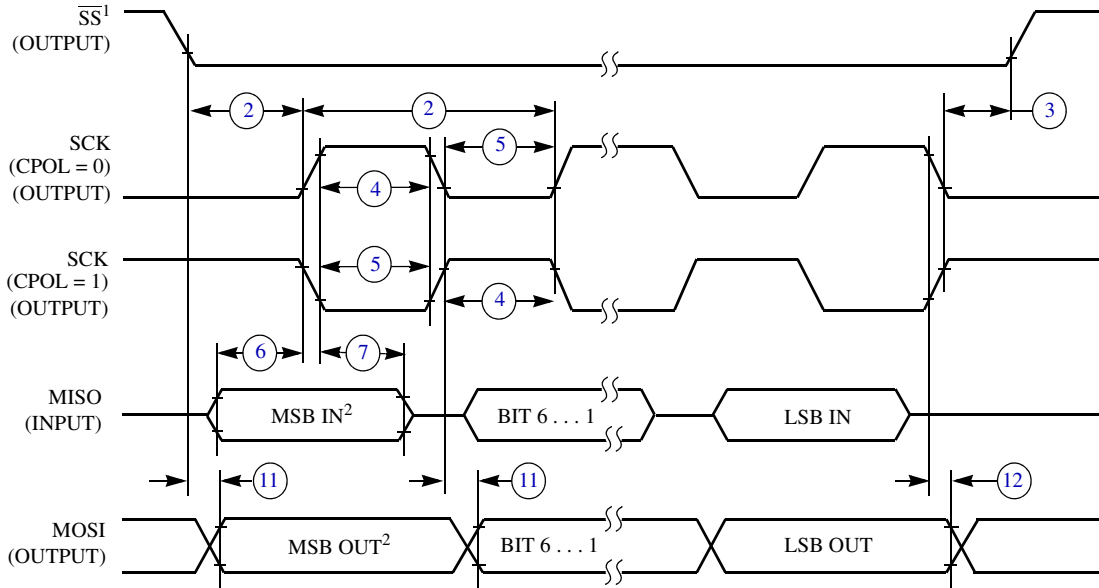 SS¹
(OUTPUT)
2
2
3
SCK
(CPOL = 0)
(OUTPUT)
5
4
SCK
(CPOL = 1)
(OUTPUT)
5
4
6
7
MISO
(INPUT)
MSB IN²
BIT 6 . . . 1
LSB IN
11
11
12
MOSI
(OUTPUT)
MSB OUT²
BIT 6 . . . 1
LSB OUT